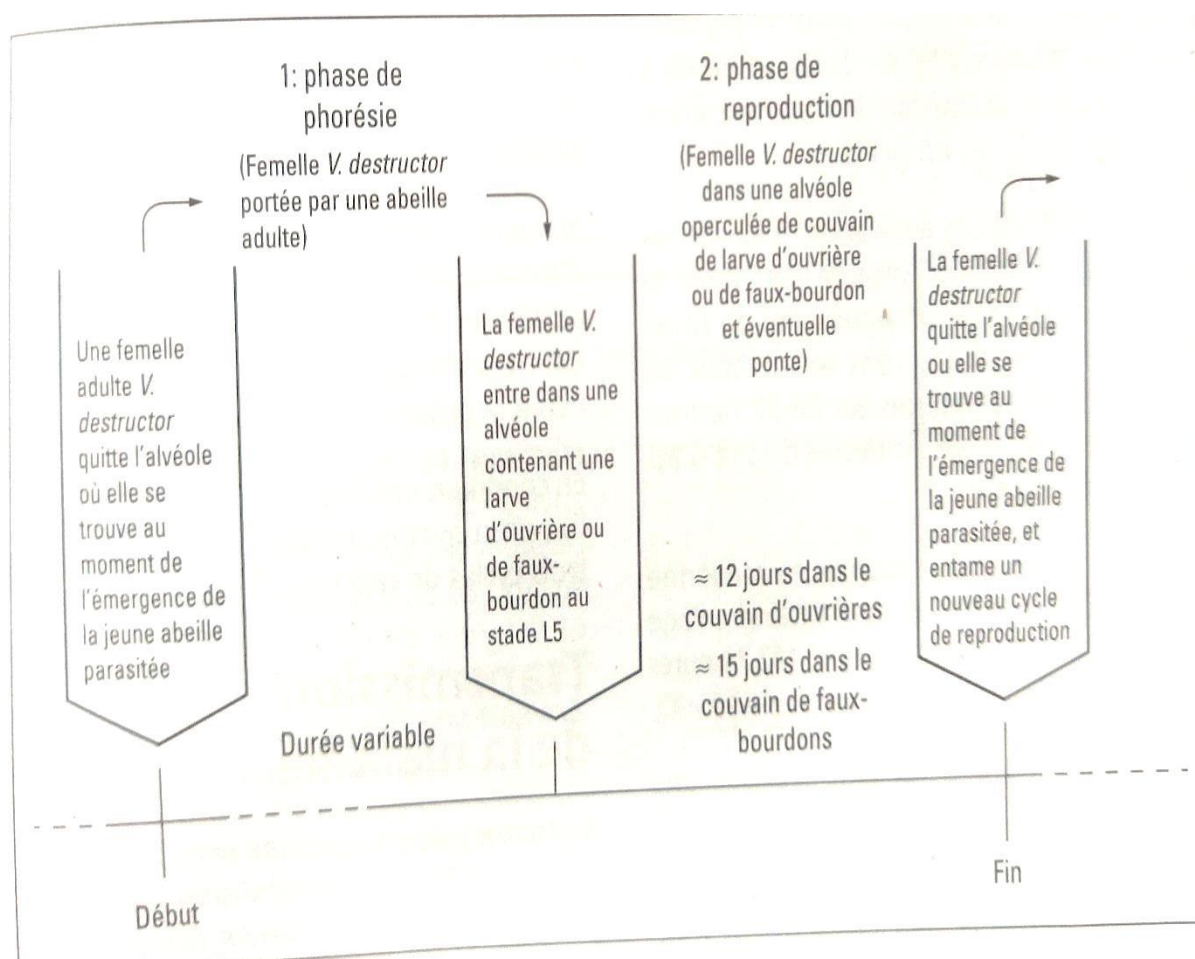 1: phase de
phorésie
(Femelle V. destructor
portée par une abeille
adulte)
2: phase de
reproduction
(Femelle V. destructor
dans une alvéole
operculée de couvain
de larve d'ouvrière
ou de faux-bourdon
et éventuelle
ponte)
Une femelle
adulte V.
destructor
quitte l'alvéole
où elle se
trouve au
moment de
l'émergence de
la jeune abeille
parasitée
La femelle V.
destructor
entre dans une
alvéole
contenant une
larve
d'ouvrière ou
de faux-
bourdon au
stade L5
La femelle V.
destructor
quitte l'alvéole
ou elle se
trouve au
moment de
l'émergence de
la jeune abeille
parasitée, et
entame un
nouveau cycle
de reproduction
≈ 12 jours dans le
couvain d'ouvrières
≈ 15 jours dans le
couvain de faux-
bourdons
Durée variable
Début
Fin